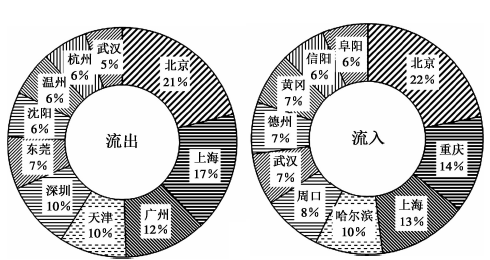 流出
北京
21%
上海
17%
广州
12%
天津
10%
深圳
10%
东莞
7%
沈阳
6%
温州
6%
杭州
6%
武汉
5%
流入
北京
22%
重庆
14%
上海
13%
哈尔滨
10%
周口
8%
武汉
7%
德州
7%
黄冈
7%
信阳
6%
阜阳
6%